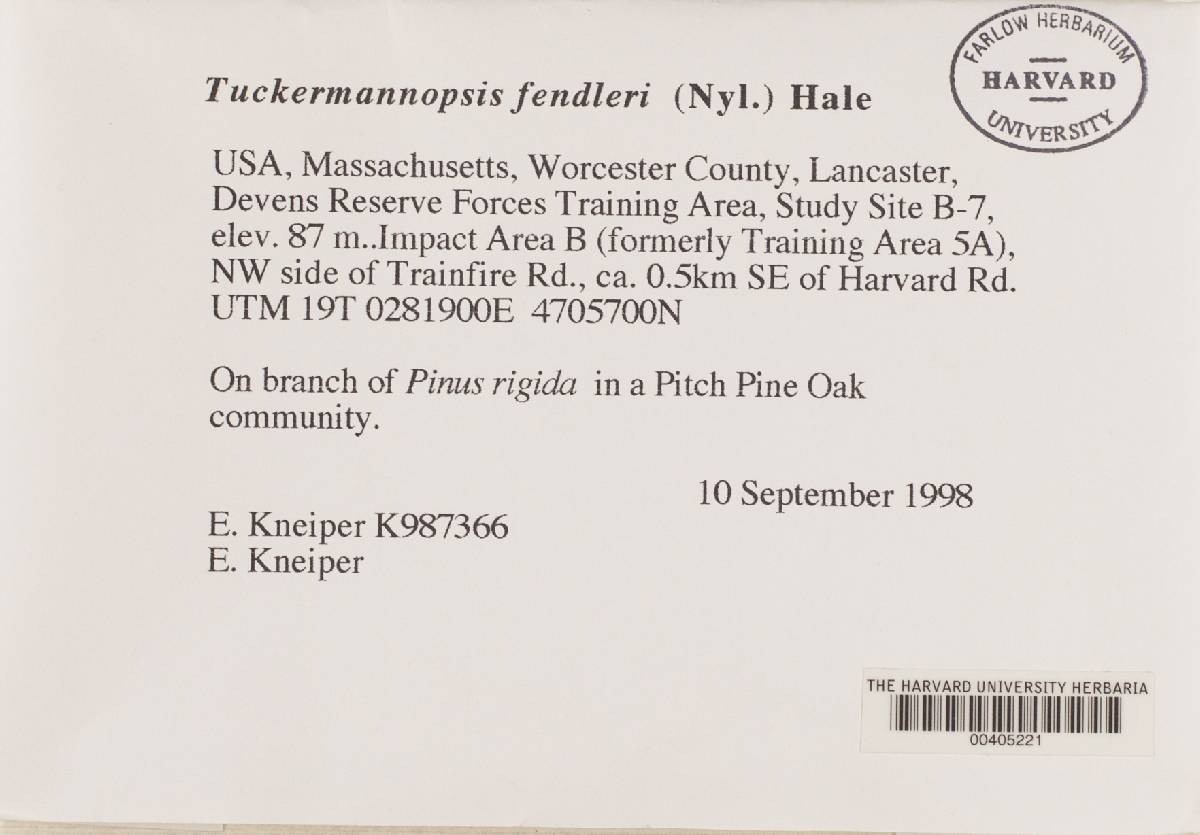 FARLOW HERBARIUM
HARVARD
UNIVERSITY
Tuckermannopsis fendleri (Nyl.) Hale
USA, Massachusetts, Worcester County, Lancaster,
Devens Reserve Forces Training Area, Study Site B-7,
elev. 87 m..Impact Area B (formerly Training Area 5A),
NW side of Trainfire Rd., ca. 0.5km SE of Harvard Rd.
UTM 19T 0281900E 4705700N
On branch of Pinus rigida in a Pitch Pine Oak
community.
10 September 1998
E. Kneiper K987366
E. Kneiper
THE HARVARD UNIVERSITY HERBARIA
00405221